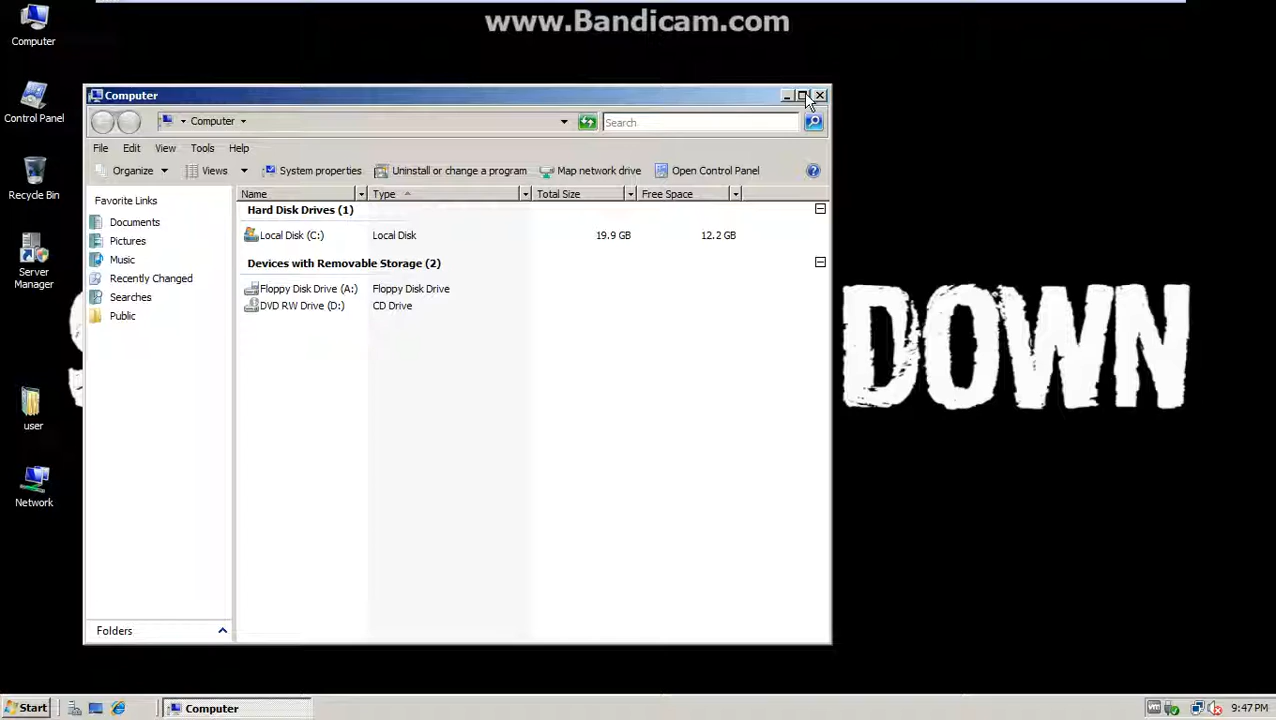 www.Bandicam.com
Computer
Control Panel
Recycle Bin
Server
Manager
user
Network
Computer
Computer
Search
File Edit View Tools Help
Organize Views System properties Uninstall or change a program Map network drive Open Control Panel
Favorite Links
Documents
Pictures
Music
Recently Changed
Searches
Public
Folders
Name Type Total Size Free Space
Hard Disk Drives (1)
Local Disk (C:) Local Disk 19.9 GB 12.2 GB
Devices with Removable Storage (2)
Floppy Disk Drive (A:) Floppy Disk Drive
DVD RW Drive (D:) CD Drive
DOWN
Start Computer 9:47 PM